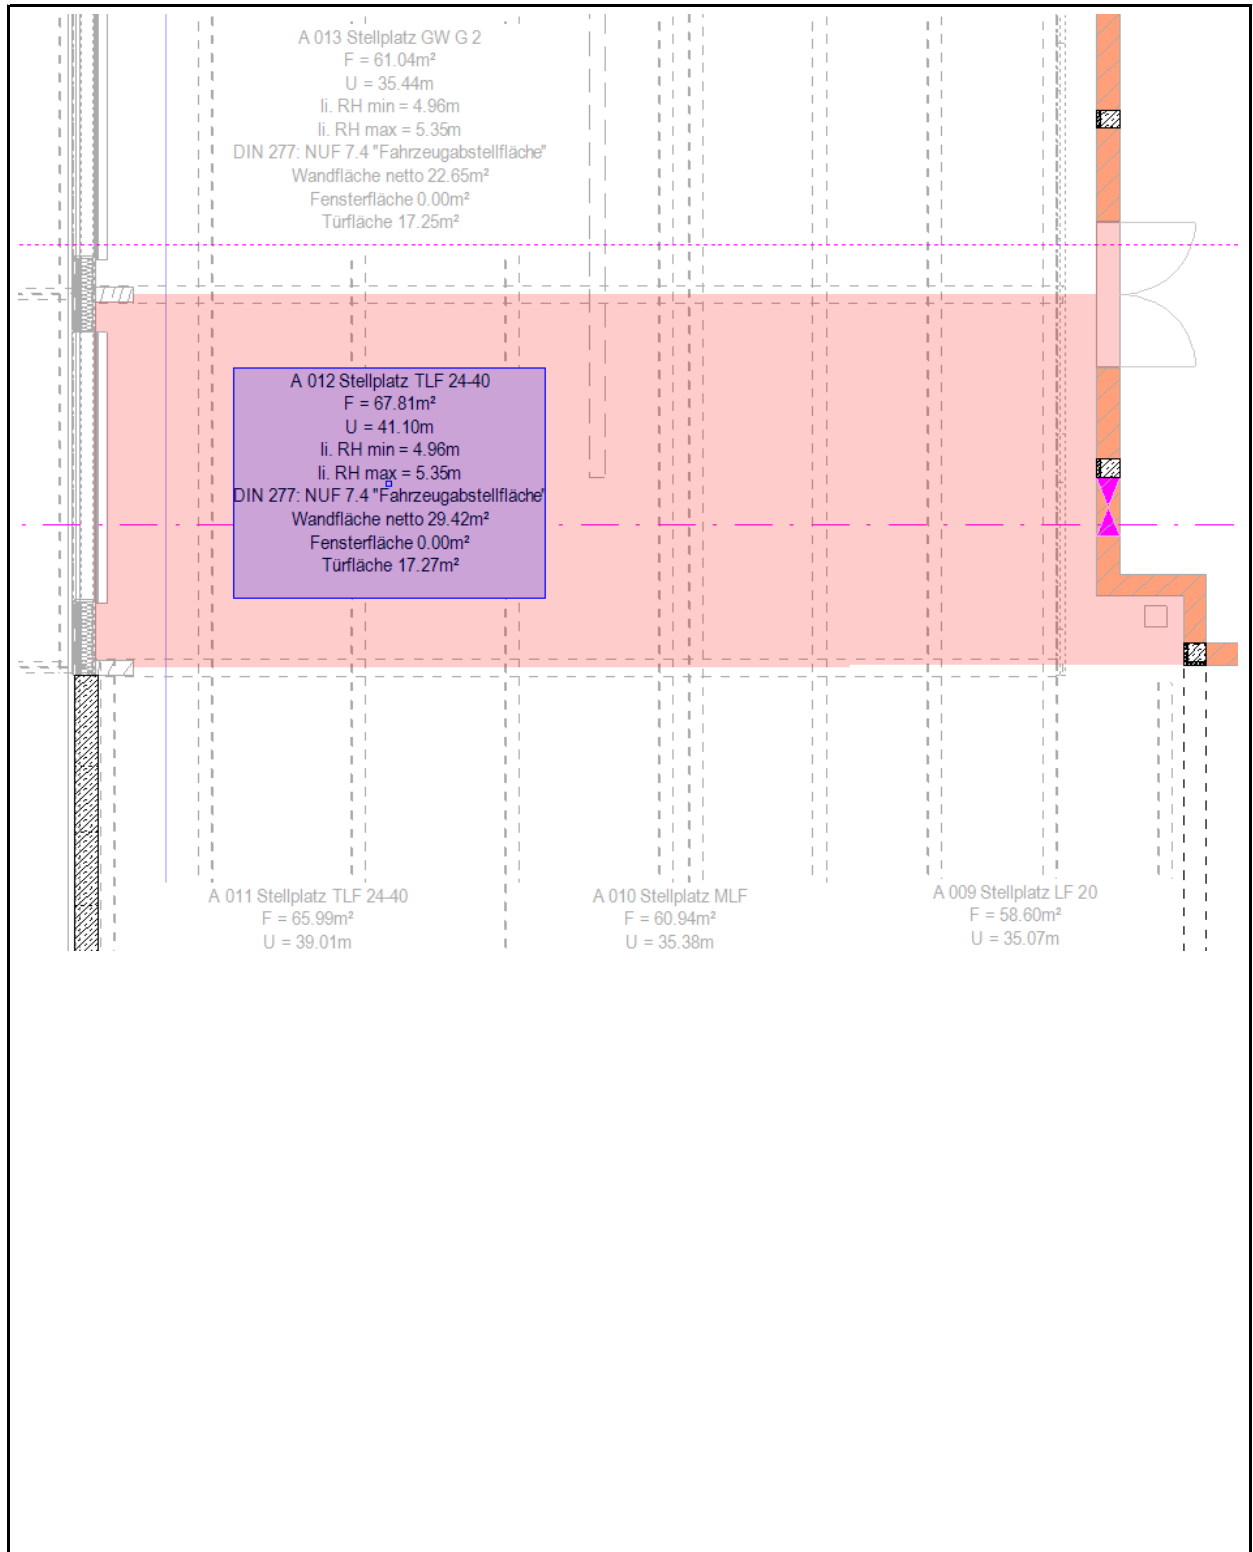 A 013 Stellplatz GW G 2
F = 61.04m²
U = 35.44m
li. RH min = 4.96m
li. RH max = 5.35m
DIN 277: NUF 7.4 "Fahrzeugabstellfläche"
Wandfläche netto 22.65m²
Fensterfläche 0.00m²
Türfläche 17.25m²
A 012 Stellplatz TLF 24-40
F = 67.81m²
U = 41.10m
li. RH min = 4.96m
li. RH max = 5.35m
DIN 277: NUF 7.4 "Fahrzeugabstellfläche"
Wandfläche netto 29.42m²
Fensterfläche 0.00m²
Türfläche 17.27m²
A 011 Stellplatz TLF 24-40
F = 65.99m²
U = 39.01m
A 010 Stellplatz MLF
F = 60.94m²
U = 35.38m
A 009 Stellplatz LF 20
F = 58.60m²
U = 35.07m